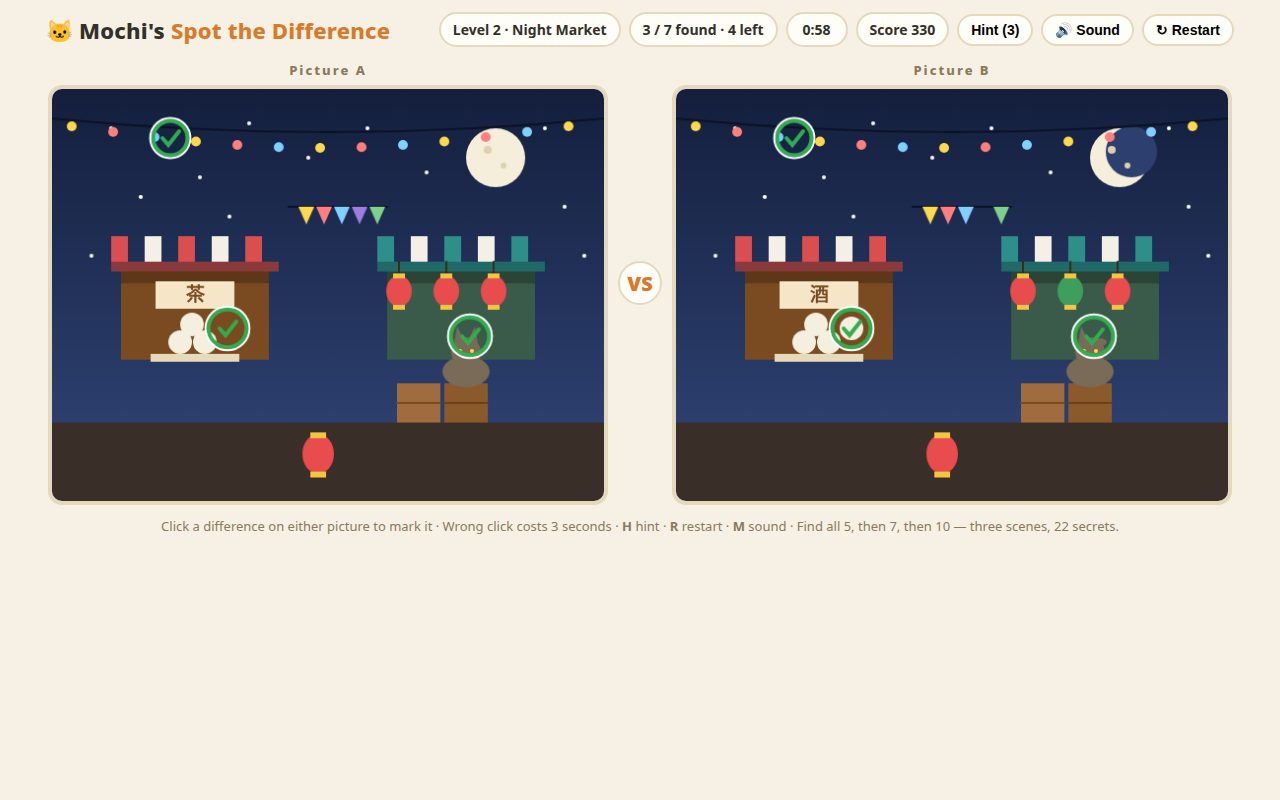 🐱 Mochi's Spot the Difference
Level 2 · Night Market
3 / 7 found · 4 left
0:58
Score 330
Hint (3)
🔊 Sound
↻ Restart
Picture A
Picture B
茶
VS
酒
Click a difference on either picture to mark it · Wrong click costs 3 seconds · H hint · R restart · M sound · Find all 5, then 7, then 10 — three scenes, 22 secrets.